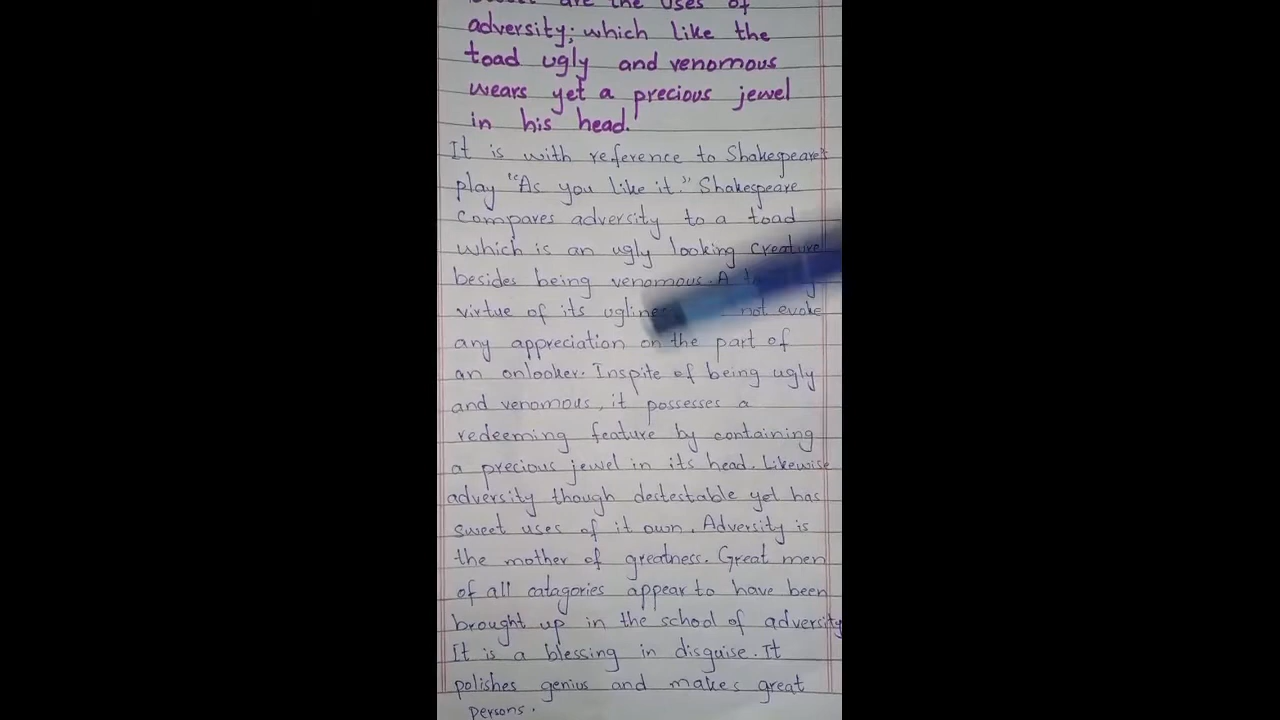 are the uses of
adversity; which like the
toad ugly and venomous
wears yet a precious jewel
in his head.
It is with reference to Shakespeare's
play "As you like it." Shakespeare
compares adversity to a toad
which is an ugly looking creature
besides being venomous. A
virtue of its not evoke
any appreciation on the part of
an onlooker. Inspite of being ugly
and venomous, it possesses a
redeeming feature by containing
a precious jewel in its head. Likewise
adversity though destestable yet has
sweet uses of it own. Adversity is
the mother of greatness. Great men
of all catagories appear to have been
brought up in the school of adversity
It is a blessing in disguise. It
polishes genius and makes great
persons.